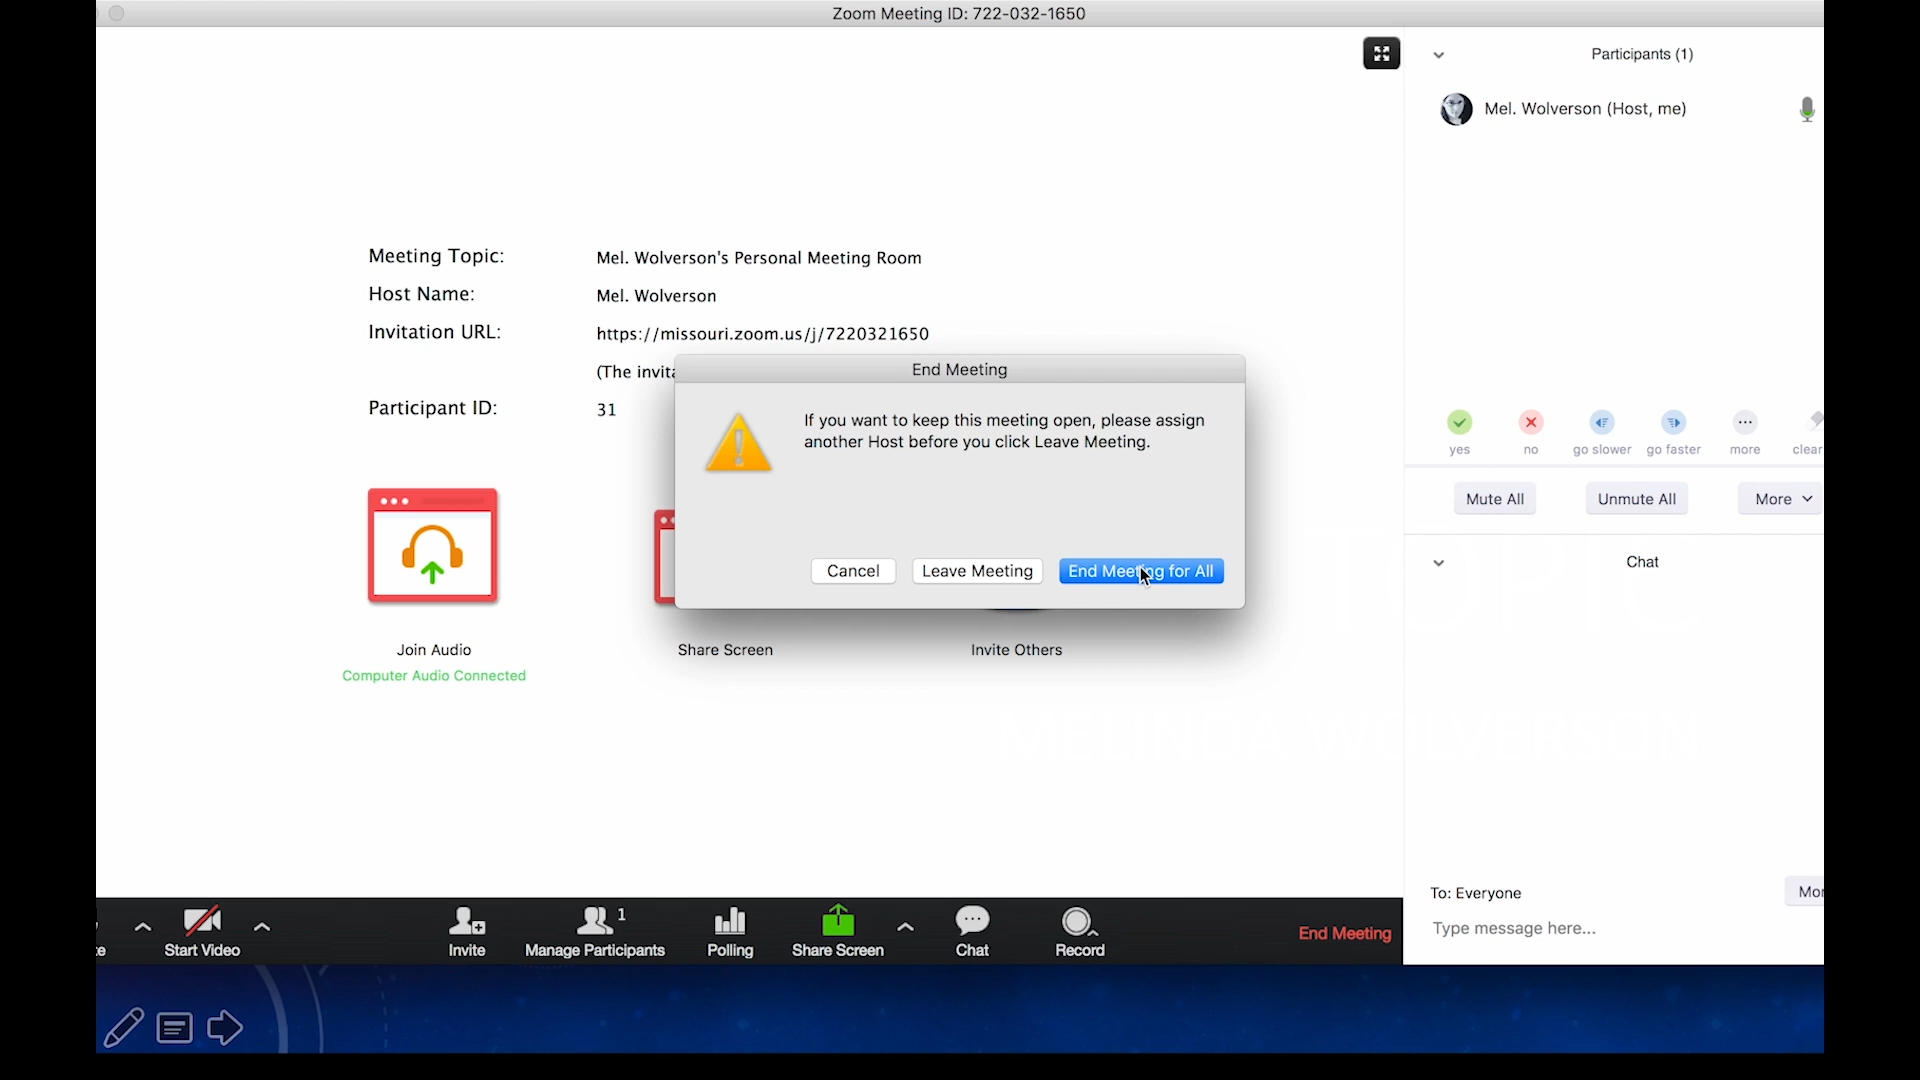 Zoom Meeting ID: 722-032-1650
Participants (1)
Mel. Wolverson (Host, me)
Meeting Topic: Mel. Wolverson's Personal Meeting Room
Host Name: Mel. Wolverson
Invitation URL: https://missouri.zoom.us/j/7220321650
(The invita
Participant ID: 31
End Meeting
If you want to keep this meeting open, please assign
another Host before you click Leave Meeting.
Cancel Leave Meeting End Meeting for All
Join Audio Share Screen Invite Others
Computer Audio Connected
yes no go slower go faster more clear
Mute All Unmute All More
Chat
To: Everyone Mor
Type message here...
1
te Start Video Invite Manage Participants Polling Share Screen Chat Record End Meeting